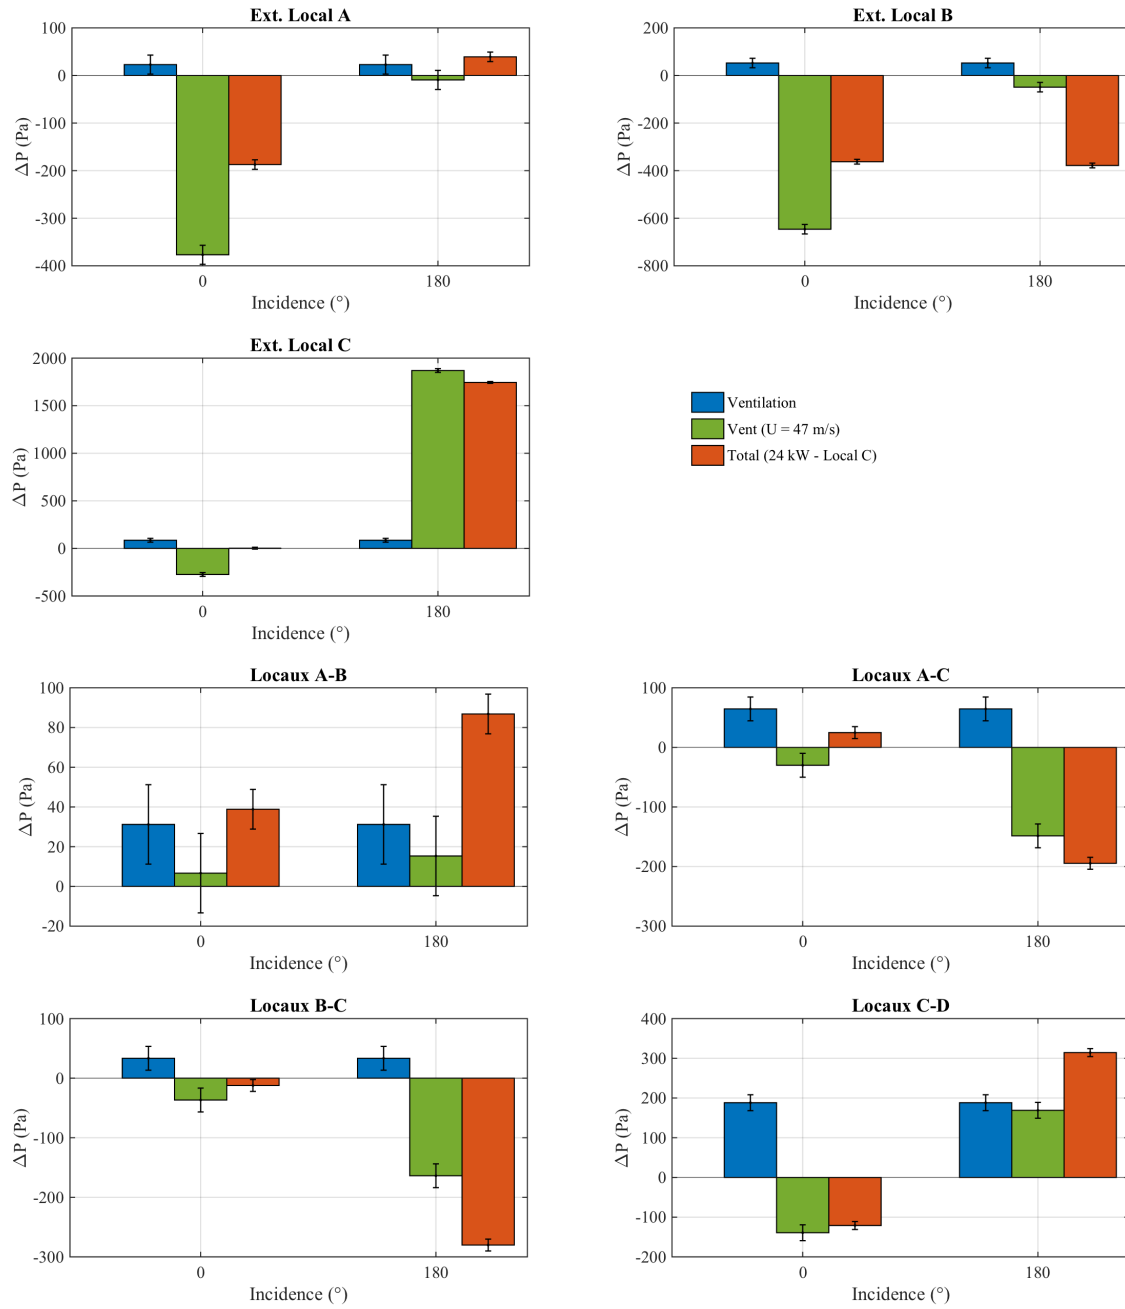 Ext. Local A
100
0
-100
-200
-300
-400
ΔP (Pa)
0
180
Incidence (°)
Ext. Local B
200
0
-200
-400
-600
-800
ΔP (Pa)
0
180
Incidence (°)
Ext. Local C
2000
1500
1000
500
0
-500
ΔP (Pa)
0
180
Incidence (°)
Ventilation
Vent (U = 47 m/s)
Total (24 kW - Local C)
Locaux A-B
100
80
60
40
20
0
-20
ΔP (Pa)
0
180
Incidence (°)
Locaux A-C
100
0
-100
-200
-300
ΔP (Pa)
0
180
Incidence (°)
Locaux B-C
100
0
-100
-200
-300
ΔP (Pa)
0
180
Incidence (°)
Locaux C-D
400
300
200
100
0
-100
-200
ΔP (Pa)
0
180
Incidence (°)